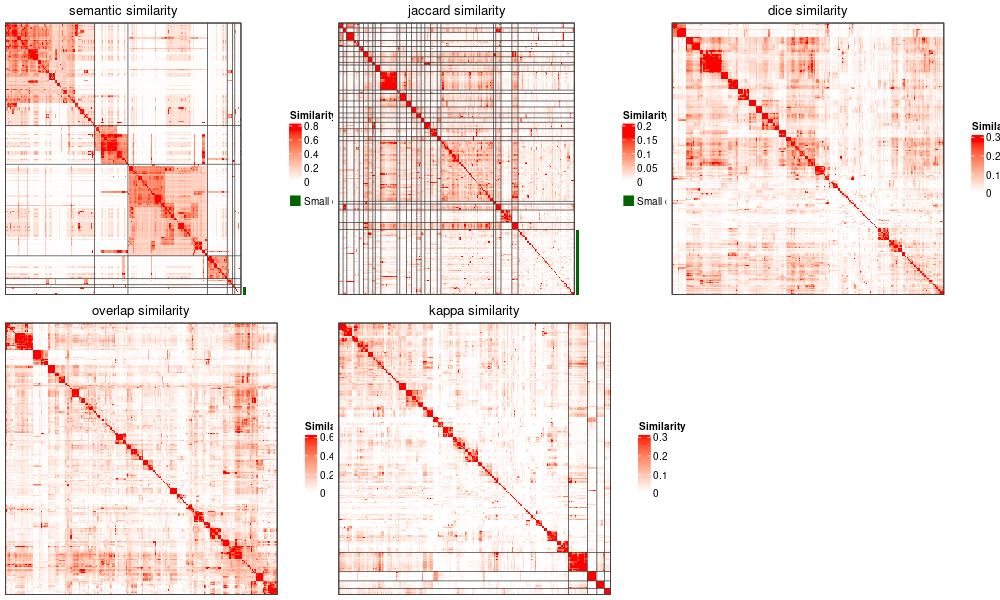 semantic similarity
Similarity
0.8
0.6
0.4
0.2
0
Small
jaccard similarity
Similarity
0.2
0.15
0.1
0.05
0
Small
dice similarity
0.3
0.2
0.1
0
overlap similarity
0.6
0.4
0.2
0
kappa similarity
Similarity
0.3
0.2
0.1
0